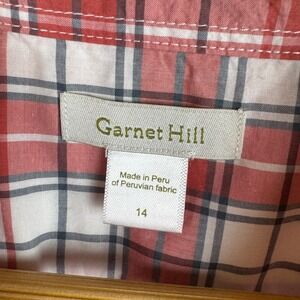 Garnet Hill
Made in Peru
of Peruvian fabric
14